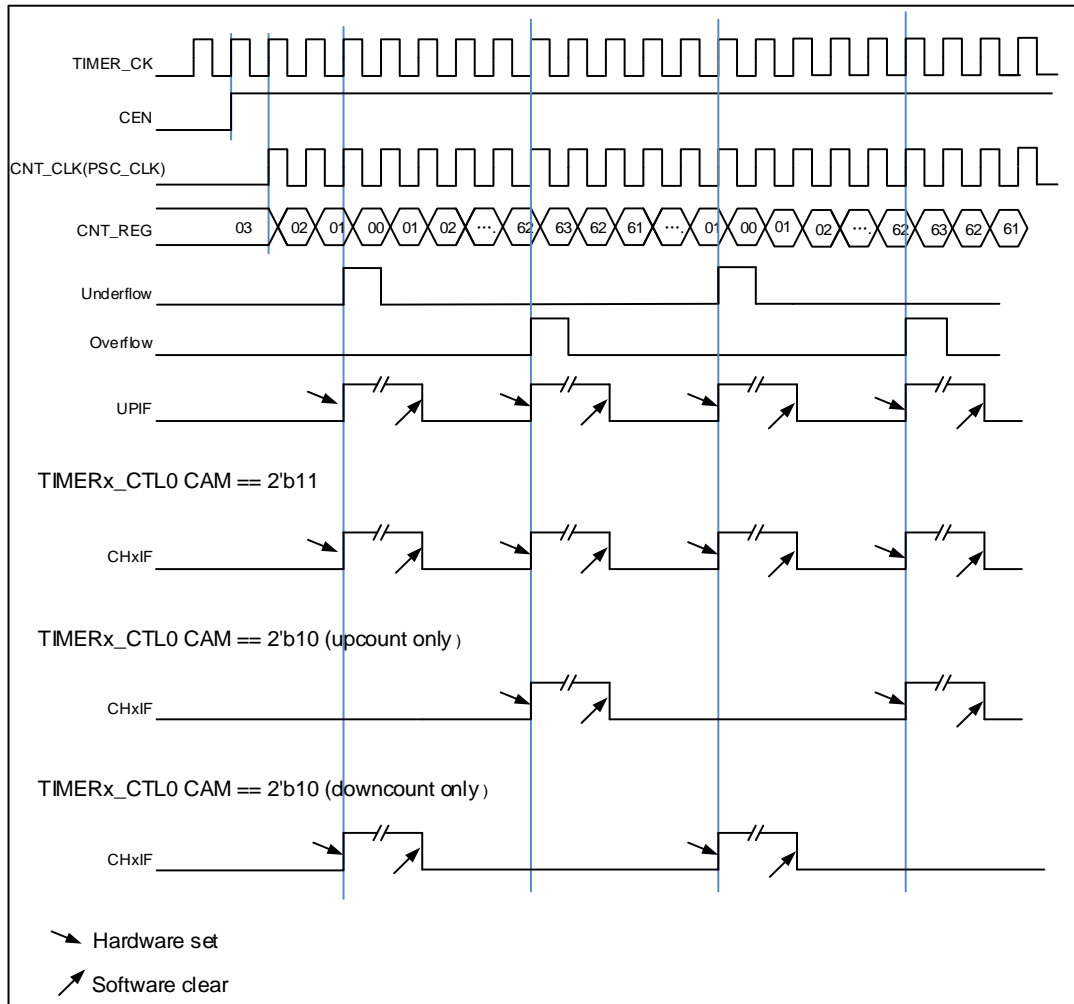 TIMER_CK
CEN
CNT_CLK(PSC_CLK)
CNT_REG 03 02 01 00 01 02 ···. 62 63 62 61 ···. 01 00 01 02 ···. 62 63 62 61
Underflow
Overflow
UPIF
TIMERx_CTL0 CAM == 2'b11
CHxIF
TIMERx_CTL0 CAM == 2'b10 (upcount only）
CHxIF
TIMERx_CTL0 CAM == 2'b10 (downcount only）
CHxIF
Hardware set
Software clear